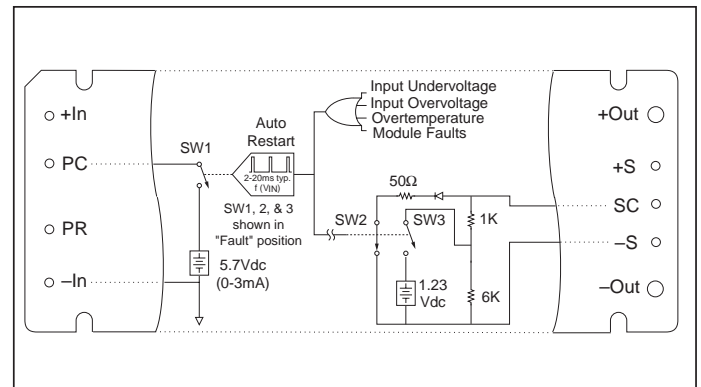 Input Undervoltage
Input Overvoltage
Overtemperature
Module Faults
+In
PC
PR
–In
SW1
Auto
Restart
2-20ms typ.
f (VIN)
SW1, 2, & 3
shown in
"Fault" position
5.7Vdc
(0-3mA)
50Ω
SW2
SW3
1K
1.23
Vdc
6K
+Out
+S
SC
–S
–Out